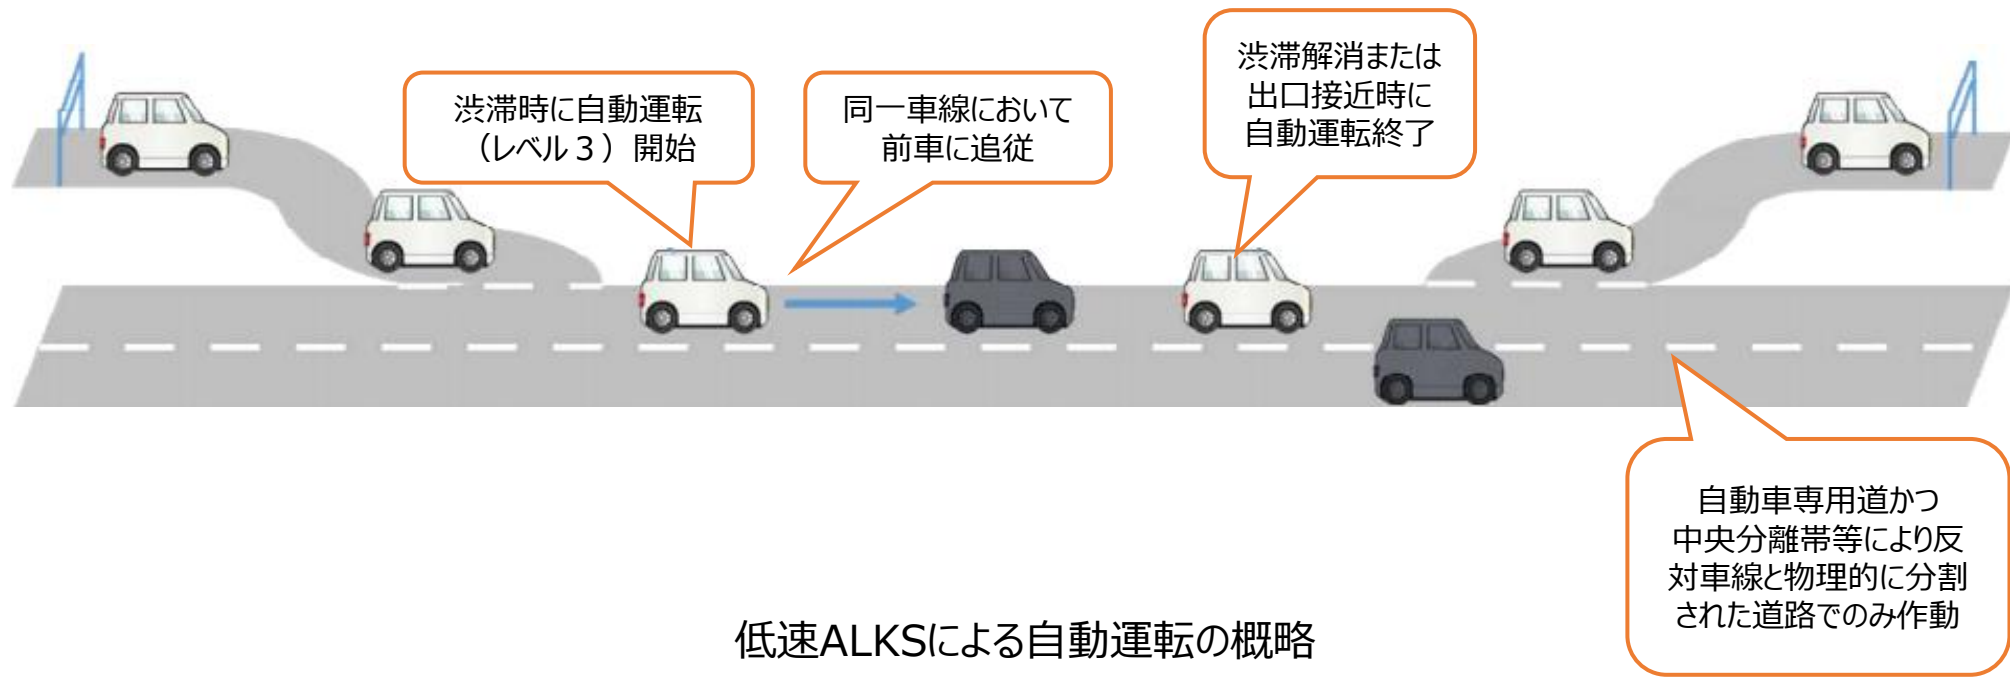 渋滞時に自動運転
（レベル３）開始
同一車線において
前車に追従
渋滞解消または
出口接近時に
自動運転終了
自動車専用道かつ
中央分離帯等により反
対車線と物理的に分割
された道路でのみ作動
低速ALKSによる自動運転の概略